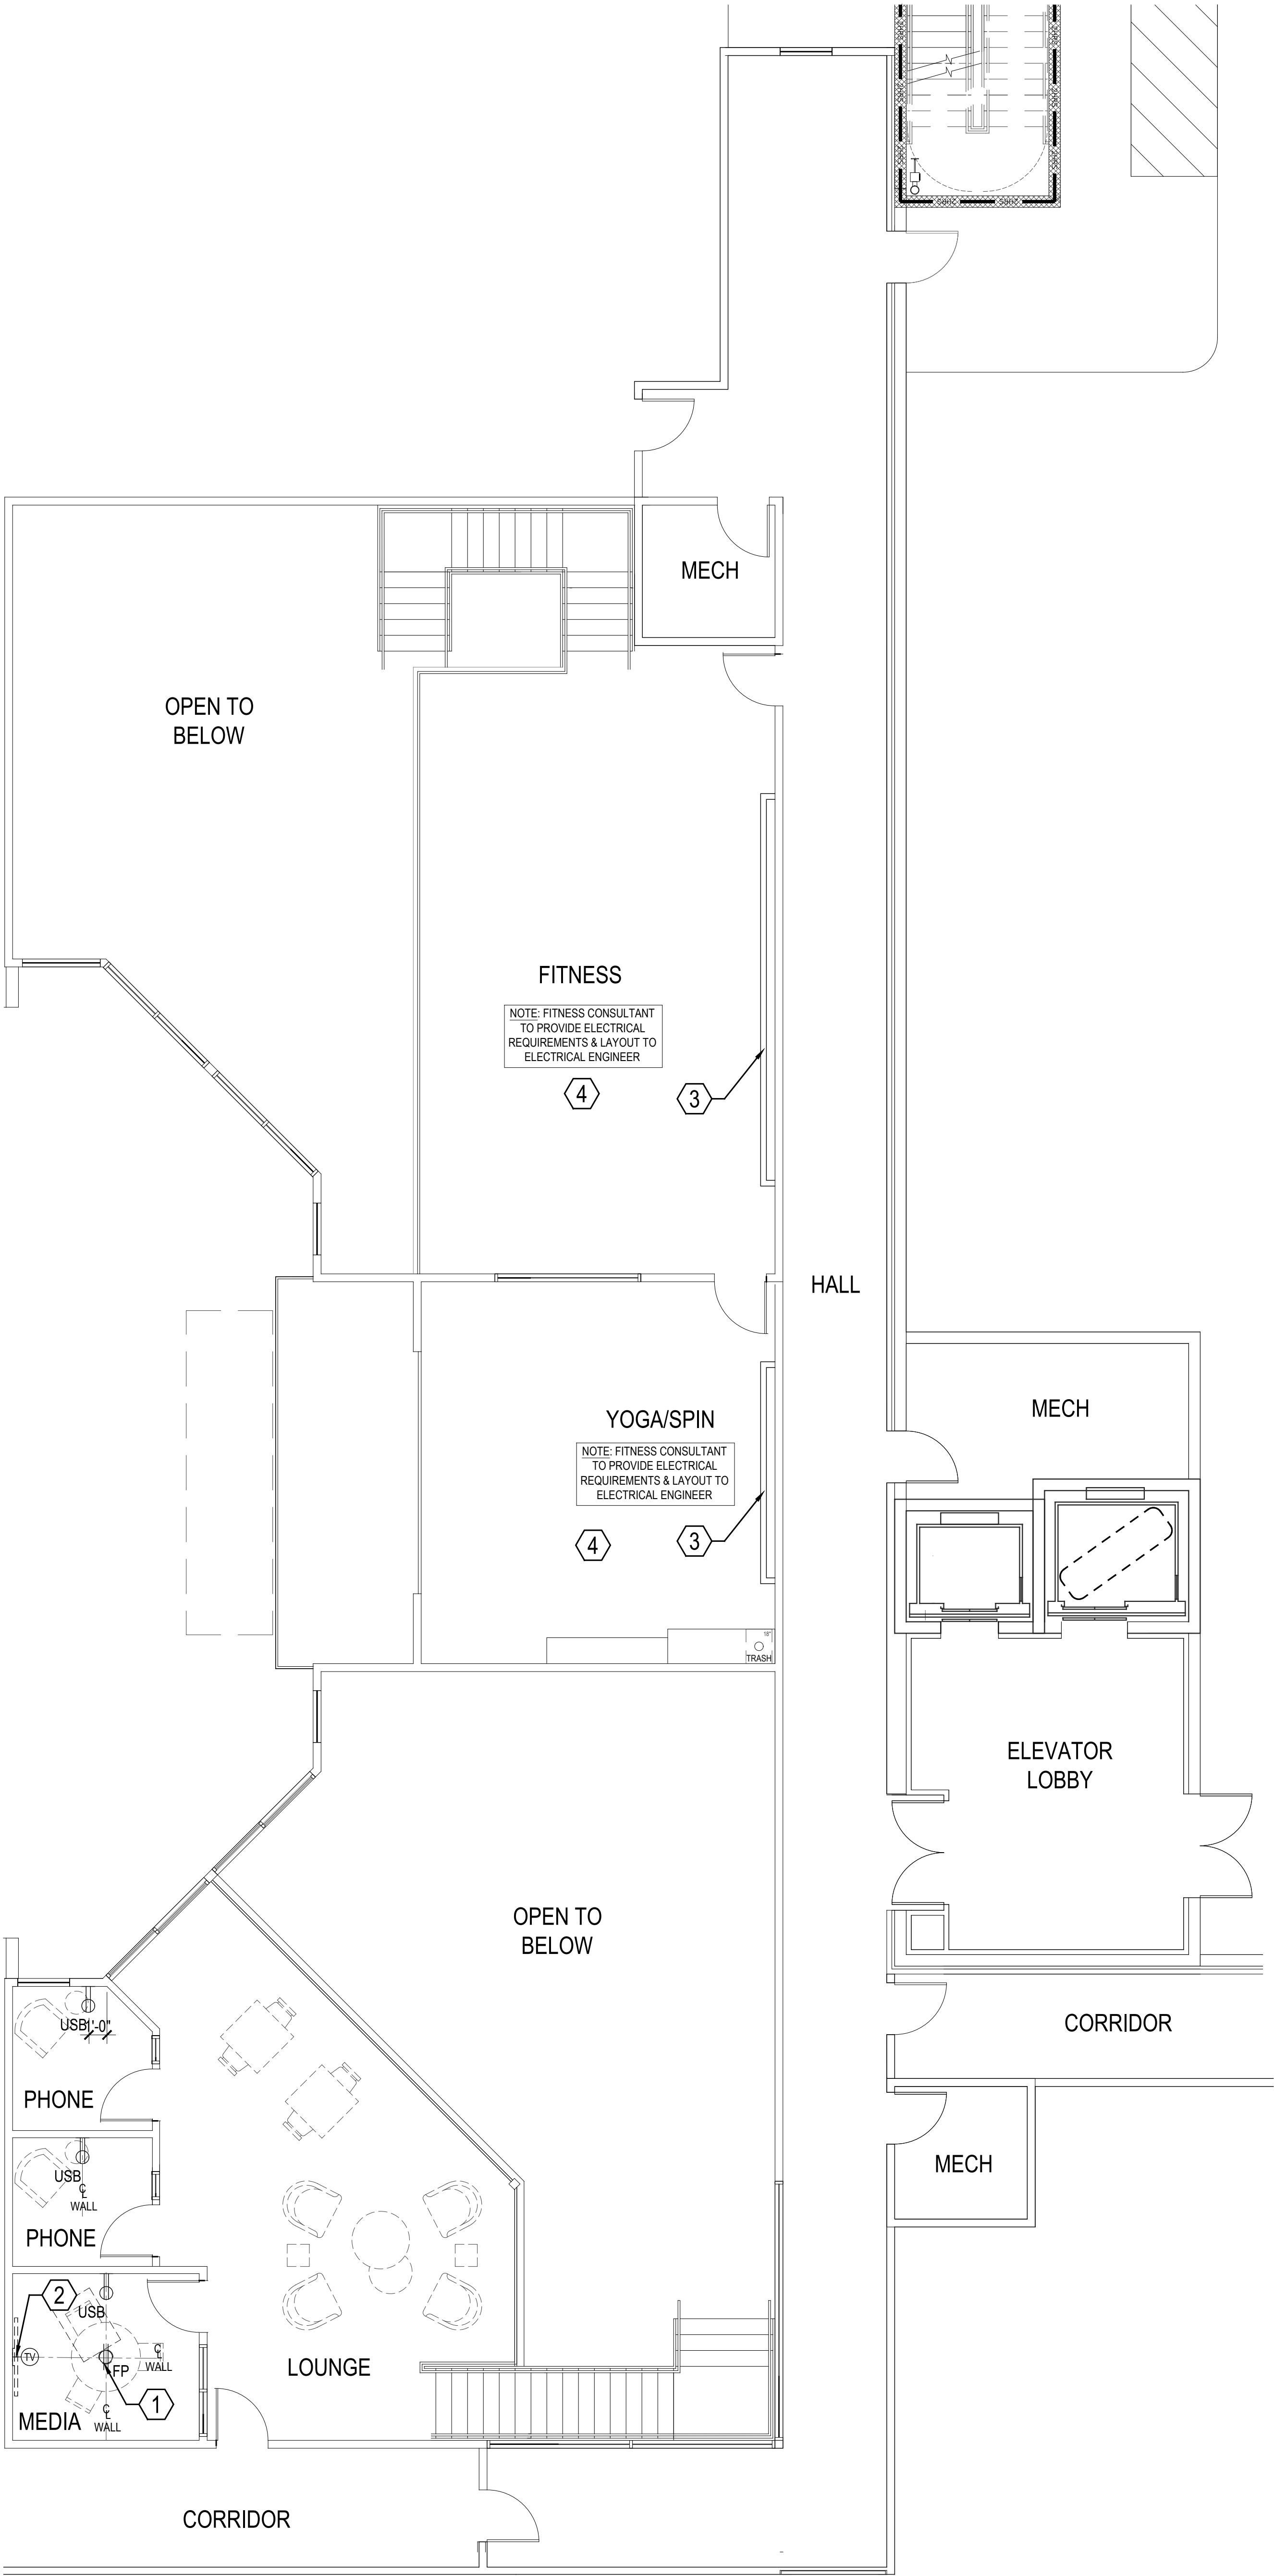 MECH
OPEN TO
BELOW
FITNESS
NOTE: FITNESS CONSULTANT
TO PROVIDE ELECTRICAL
REQUIREMENTS & LAYOUT TO
ELECTRICAL ENGINEER
4
3
HALL
MECH
YOGA/SPIN
NOTE: FITNESS CONSULTANT
TO PROVIDE ELECTRICAL
REQUIREMENTS & LAYOUT TO
ELECTRICAL ENGINEER
4
3
18"
TRASH
ELEVATOR
LOBBY
OPEN TO
BELOW
USB
1'-0"
CORRIDOR
PHONE
USB
℄
WALL
MECH
PHONE
2
USB
TV
FP
℄
WALL
LOUNGE
1
MEDIA
℄
WALL
CORRIDOR